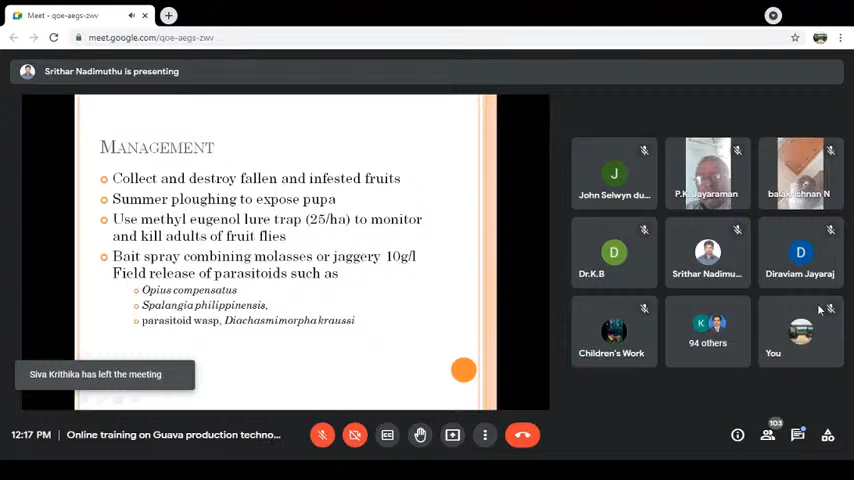 Meet - qoe-aegs-zwv
meet.google.com/qoe-aegs-zwv
Srithar Nadimuthu is presenting
MANAGEMENT
Collect and destroy fallen and infested fruits
Summer ploughing to expose pupa
Use methyl eugenol lure trap (25/ha) to monitor
and kill adults of fruit flies
Bait spray combining molasses or jaggery 10g/l
Field release of parasitoids such as
Opius compensatus
Spalangia philippinensis,
parasitoid wasp, Diachasmimorpha kraussi
J
John Selwyn du...
P.K Jayaraman
balakrishnan N
D
Dr.K.B
Srithar Nadimu...
D
Diraviam Jayaraj
Children's Work
K
94 others
You
Siva Krithika has left the meeting
12:17 PM | Online training on Guava production techno...
103